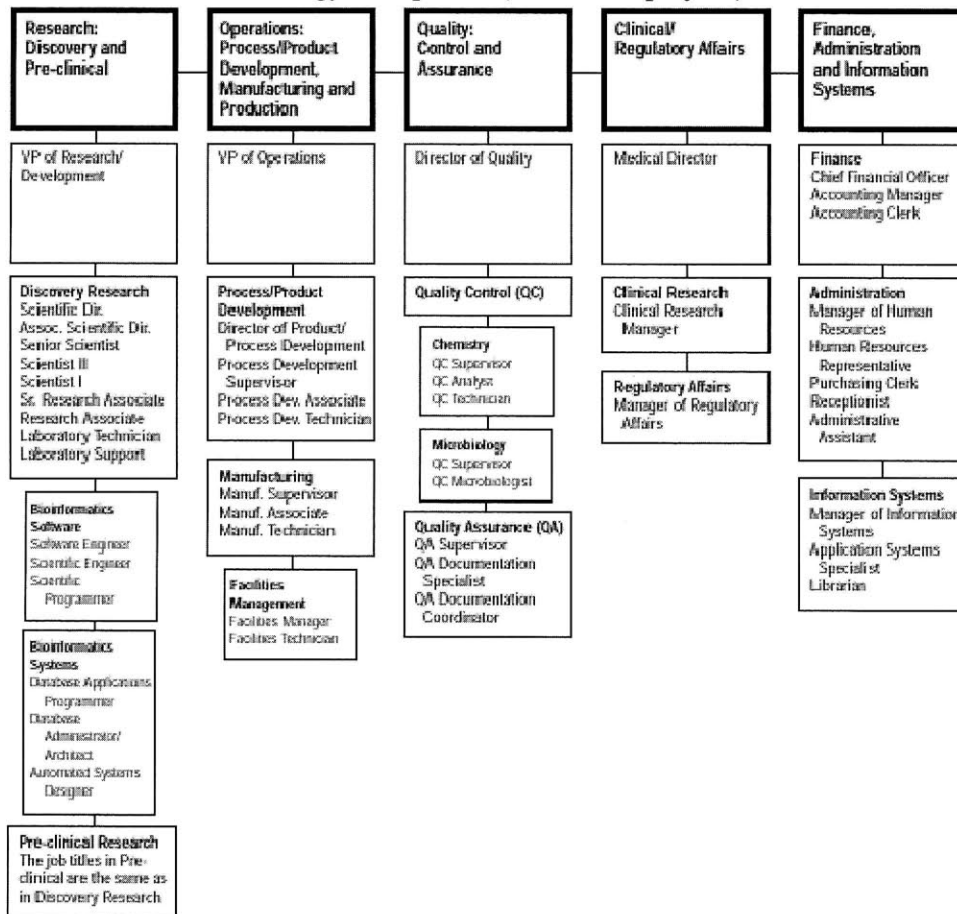 Research:
Discovery and
Pre-clinical
VP of Research/
Development
Discovery Research
Scientific Dir.
Assoc. Scientific Dir.
Senior Scientist
Scientist III
Scientist I
Sr. Research Associate
Research Associate
Laboratory Technician
Laboratory Support
Bioinformatics
Software
Software Engineer
Scientific Engineer
Scientific
Programmer
Bioinformatics
Systems
Database Applications
Programmer
Database
Administrator/
Architect
Automated Systems
Designer
Pre-clinical Research
The job titles in Pre-
clinical are the same as
in Discovery Research
Operations:
Process/Product
Development,
Manufacturing and
Production
VP of Operations
Process/Product
Development
Director of Product/
Process Development
Process Development
Supervisor
Process Dev. Associate
Process Dev. Technician
Manufacturing
Manuf. Supervisor
Manuf. Associate
Manuf. Technician
Facilities
Management
Facilities Manager
Facilities Technician
Quality:
Control and
Assurance
Director of Quality
Quality Control (QC)
Chemistry
QC Supervisor
QC Analyst
QC Technician
Microbiology
QC Supervisor
QC Microbiologist
Quality Assurance (QA)
QA Supervisor
QA Documentation
Specialist
QA Documentation
Coordinator
Clinical/
Regulatory Affairs
Medical Director
Clinical Research
Clinical Research
Manager
Regulatory Affairs
Manager of Regulatory
Affairs
Finance,
Administration
and Information
Systems
Finance
Chief Financial Officer
Accounting Manager
Accounting Clerk
Administration
Manager of Human
Resources
Human Resources
Representative
Purchasing Clerk
Receptionist
Administrative
Assistant
Information Systems
Manager of Information
Systems
Application Systems
Specialist
Librarian